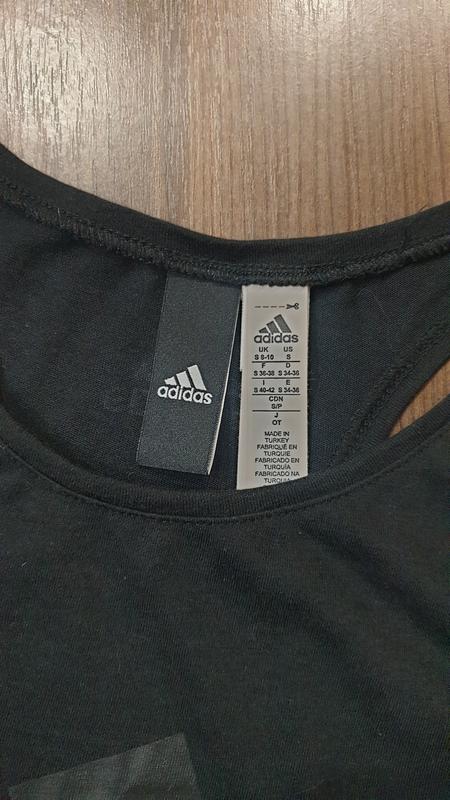 adidas
adidas
UK US
S 8-10 S
F D
S 36-38 S 34-36
I E
S 40-42 S 34-36
CDN
S/P
J
OT
MADE IN
TURKEY
FABRIQUÉ EN
TURQUIE
FABRICADO EN
TURQUÍA
FABRICADO NA
TURQUIA